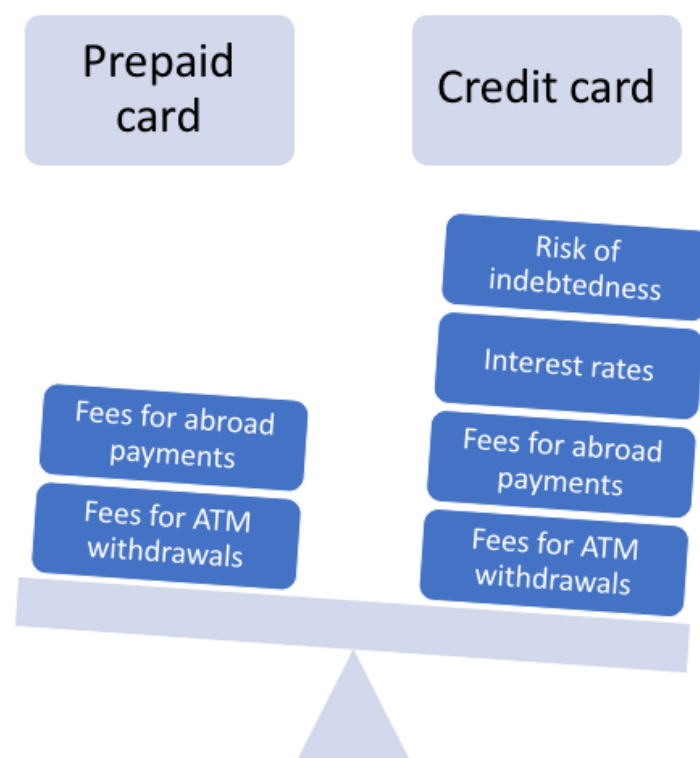 Prepaid
card
Credit card
Risk of
indebtedness
Interest rates
Fees for abroad
payments
Fees for ATM
withdrawals
Fees for abroad
payments
Fees for ATM
withdrawals